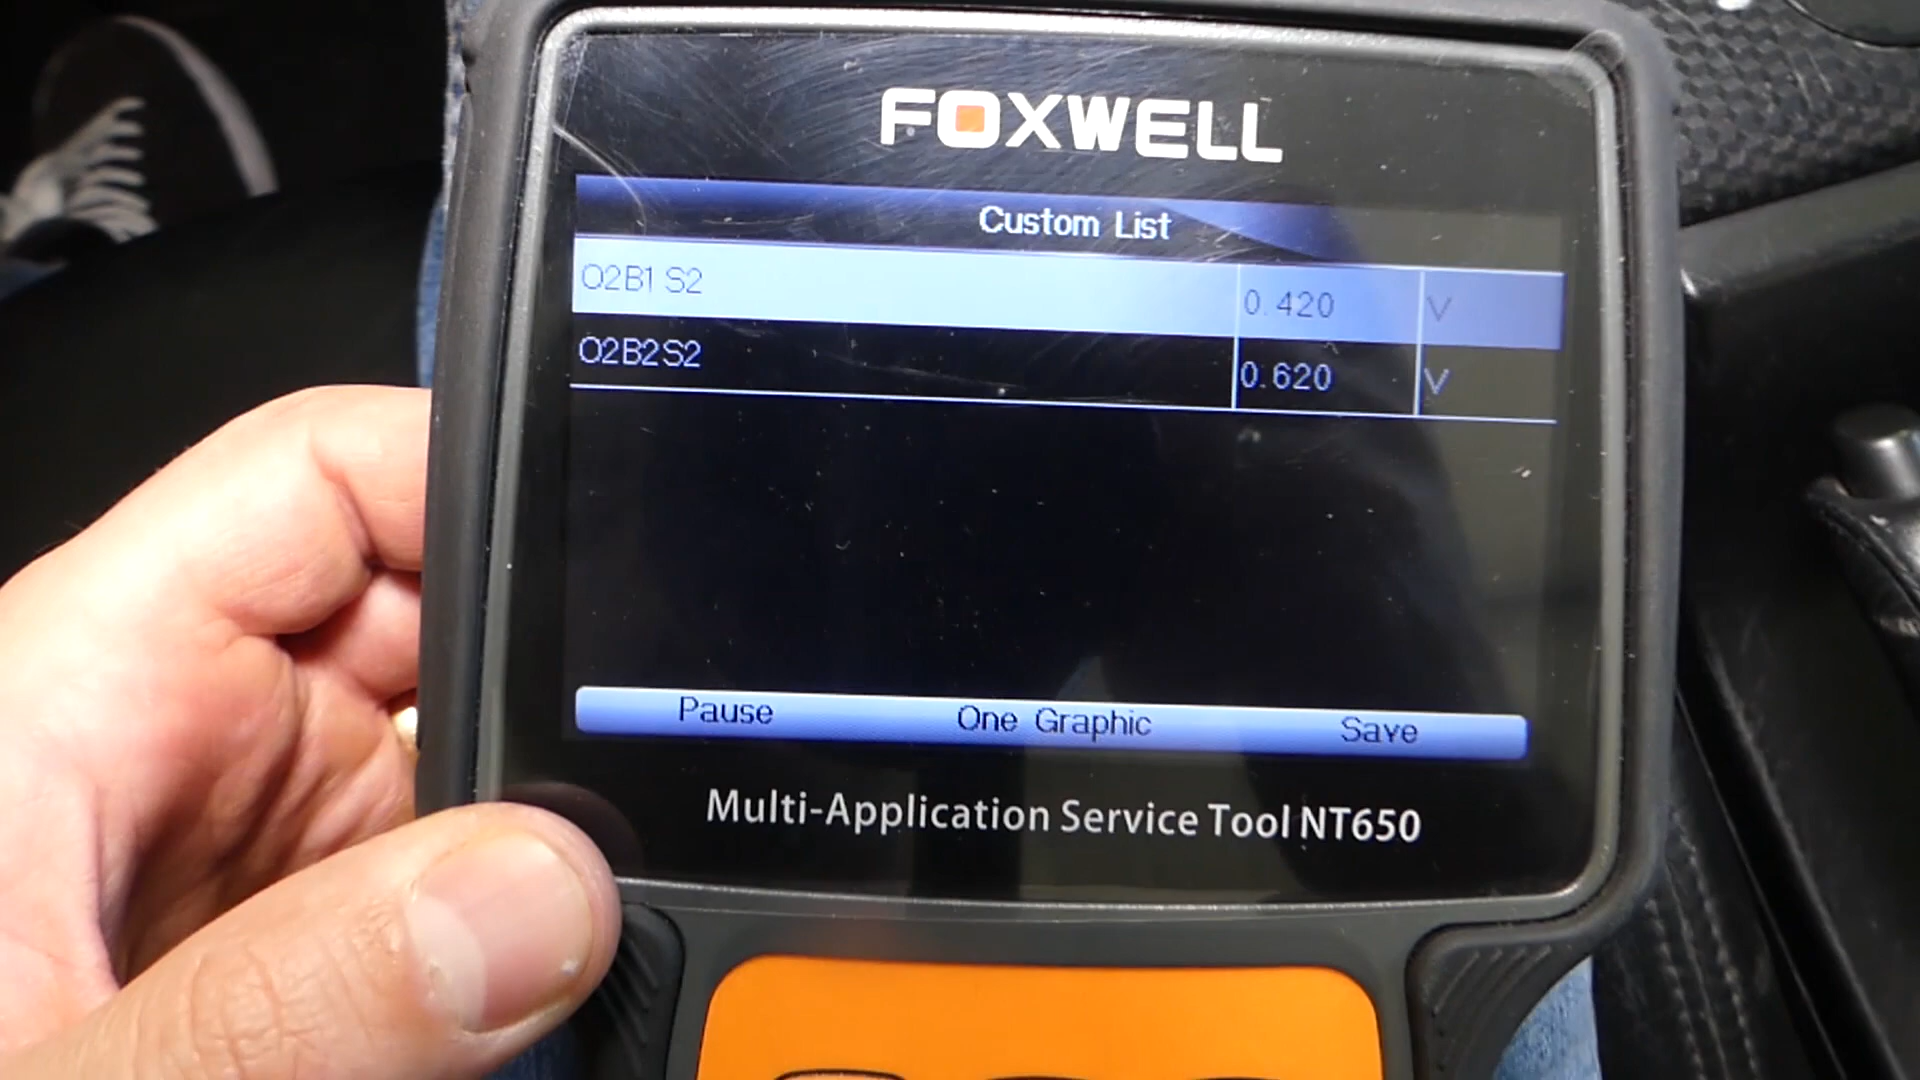 FOXWELL
Custom List
O2B1 S2 0.420 V
O2B2S2 0.620 V
Pause One Graphic Save
Multi-Application Service Tool NT650